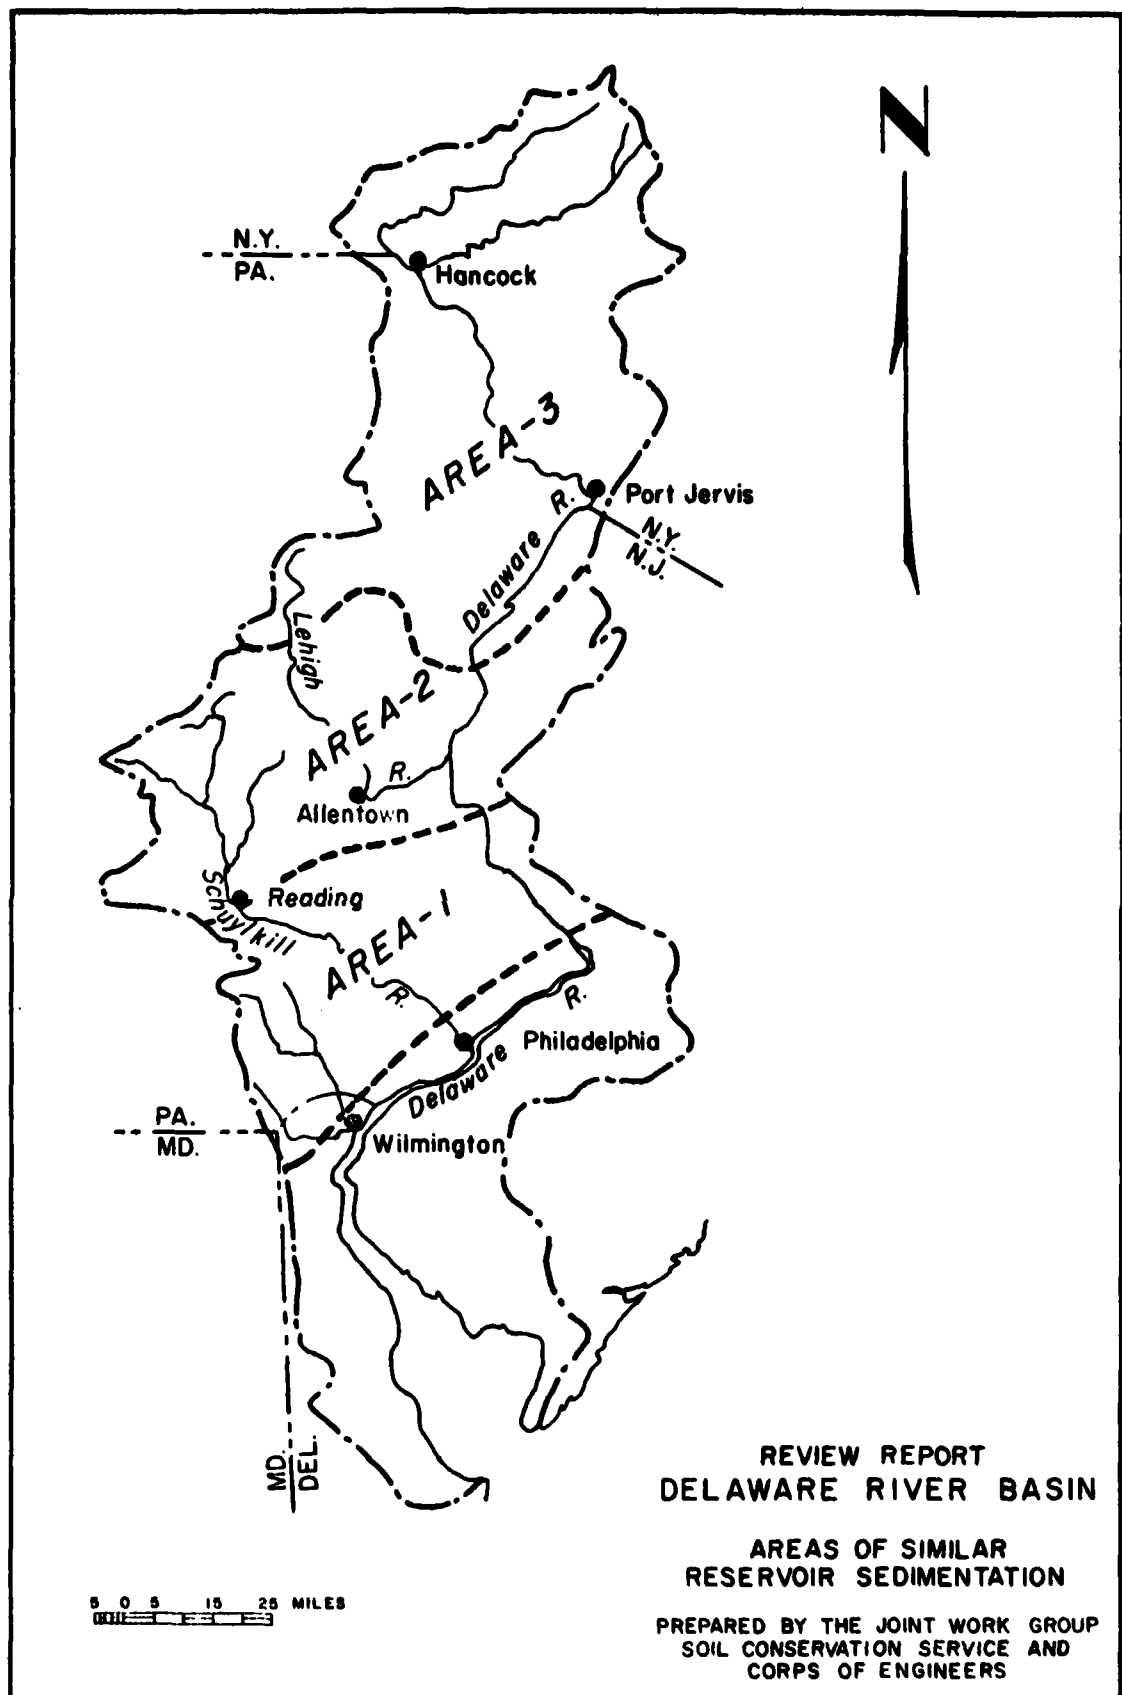 N
N.Y.
PA.
Hancock
AREA-3
Port Jervis
N.Y.
N.J.
Delaware R.
Lehigh R.
AREA-2
Allentown
Schuylkill R.
Reading
AREA-1
Philadelphia
Delaware R.
PA.
MD.
Wilmington
MD.
DEL.
REVIEW REPORT
DELAWARE RIVER BASIN
AREAS OF SIMILAR
RESERVOIR SEDIMENTATION
5 0 5 15 25 MILES
PREPARED BY THE JOINT WORK GROUP
SOIL CONSERVATION SERVICE AND
CORPS OF ENGINEERS